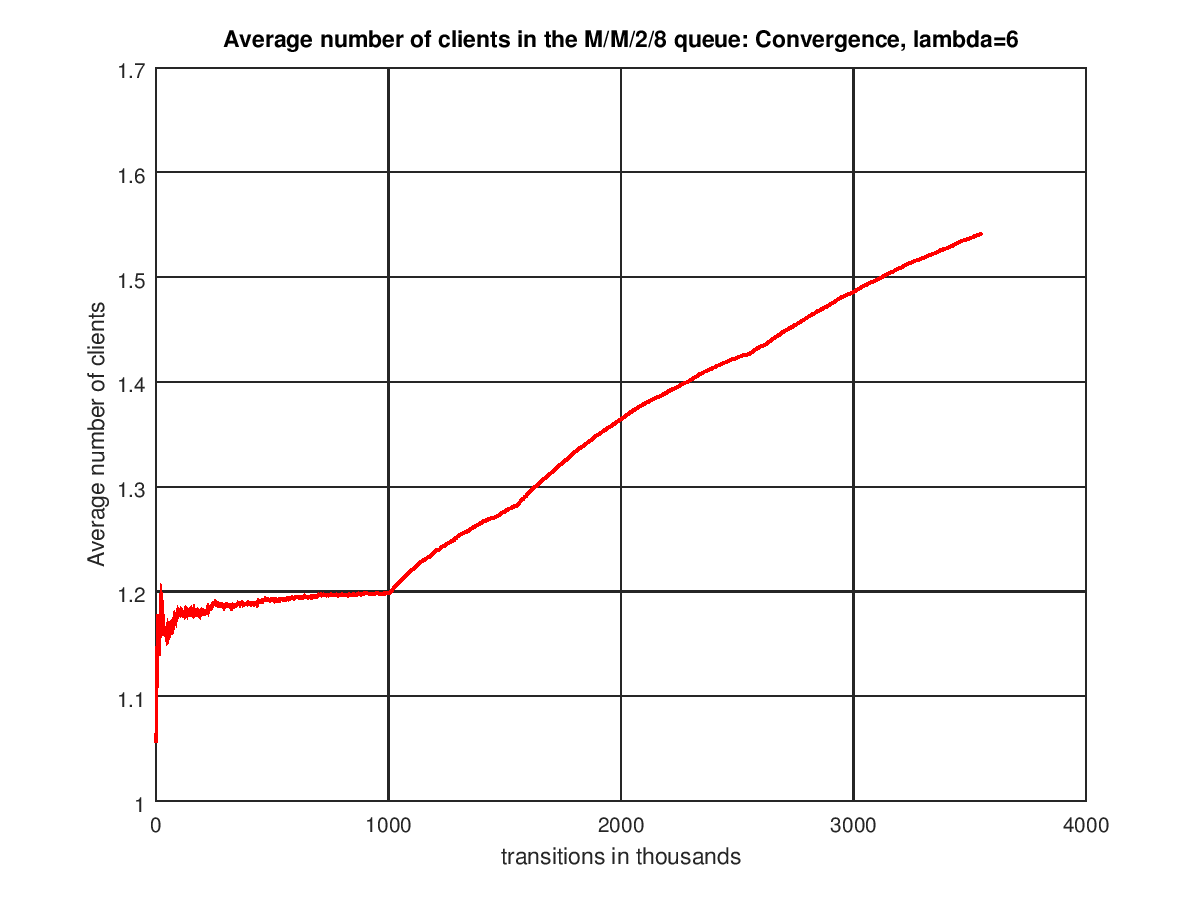 Average number of clients in the M/M/2/8 queue: Convergence, lambda=6
Average number of clients
1.7
1.6
1.5
1.4
1.3
1.2
1.1
1
0 1000 2000 3000 4000
transitions in thousands